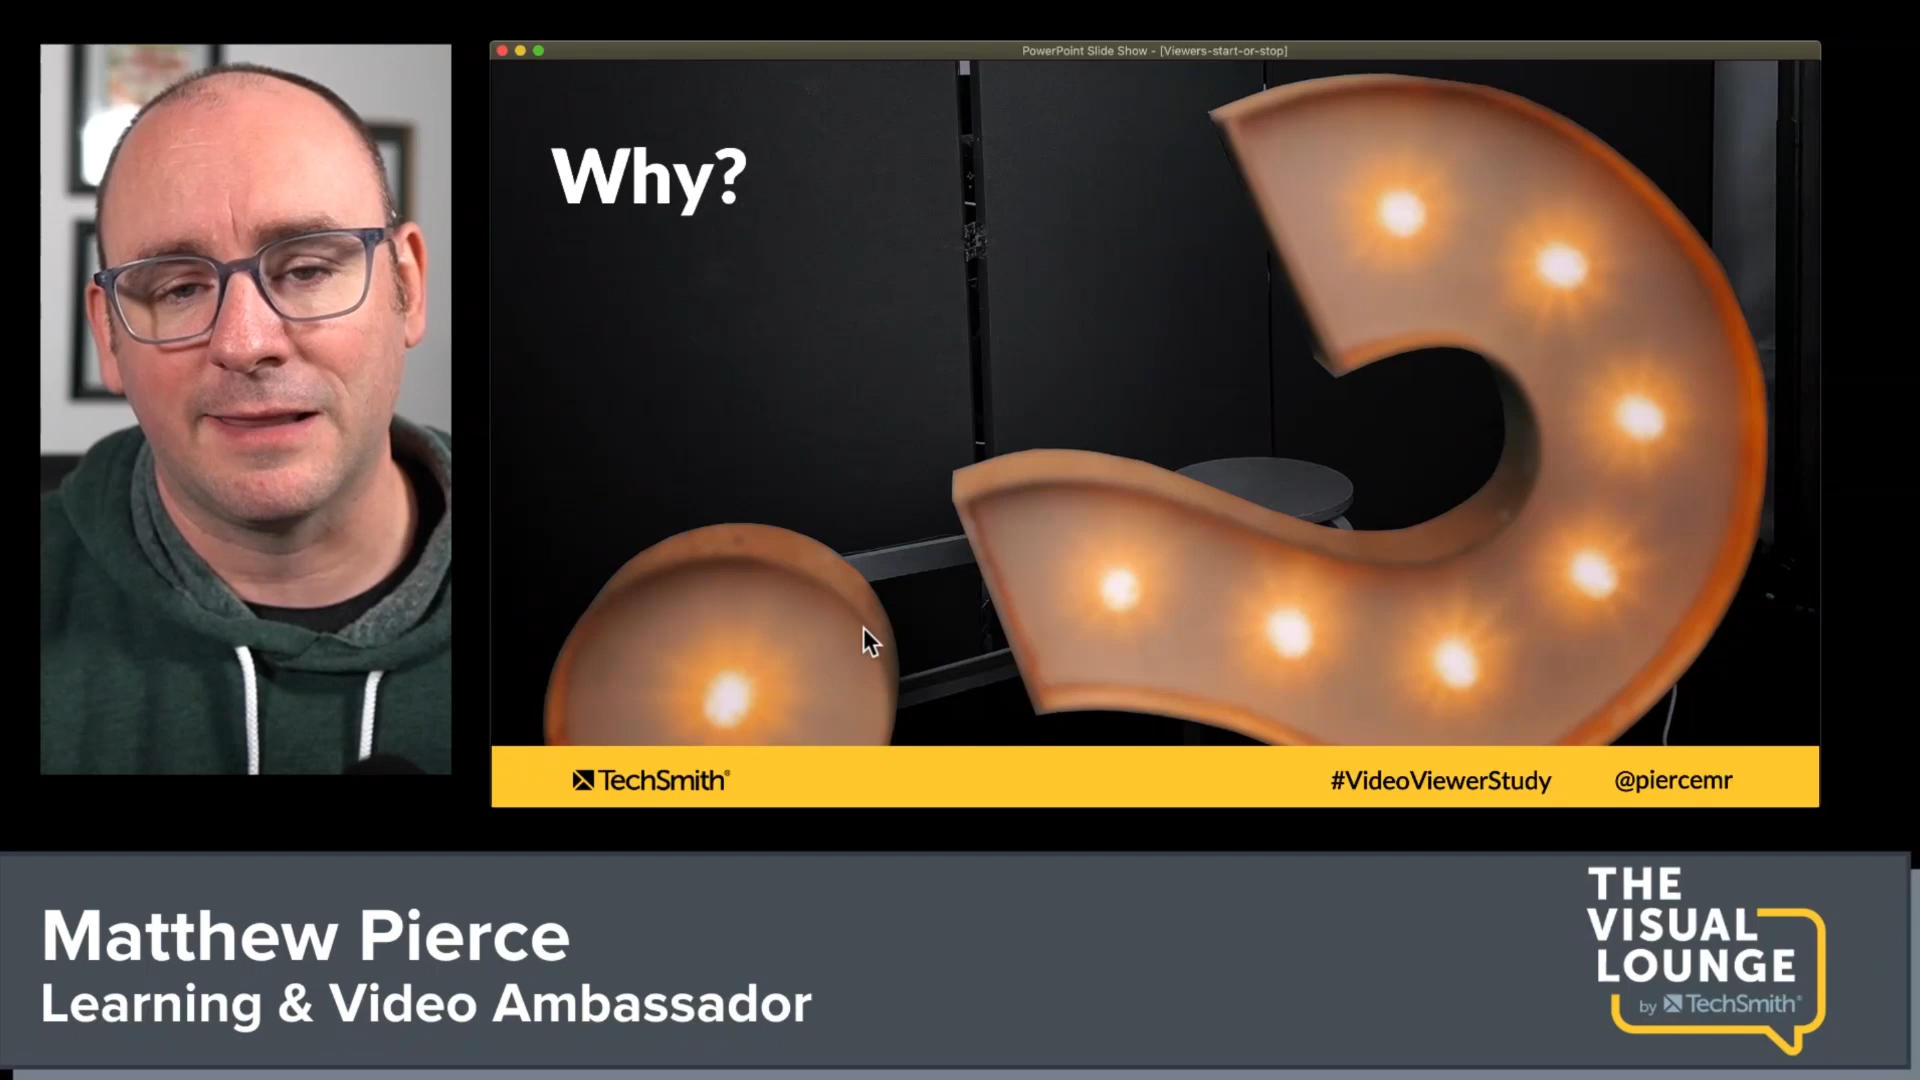 PowerPoint Slide Show - [Viewers-start-or-stop]
Why?
TechSmith®
#VideoViewerStudy
@piercemr
Matthew Pierce
Learning & Video Ambassador
THE
VISUAL
LOUNGE
by TechSmith®